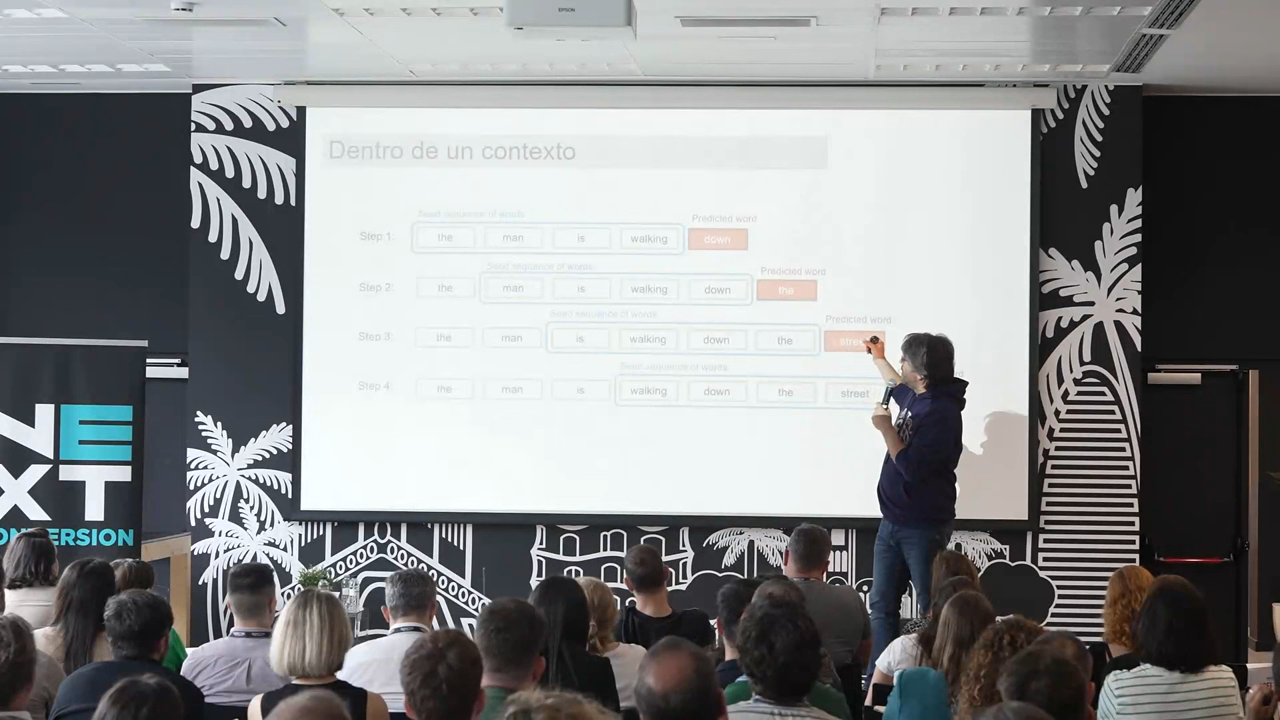 EPSON
Dentro de un contexto
Seed sequence of words
Predicted word
Step 1: the man is walking down
Seed sequence of words
Predicted word
Step 2: the man is walking down the
Seed sequence of words
Predicted word
Step 3: the man is walking down the
Seed sequence of words
Step 4: the man is walking down the street
NE
XT